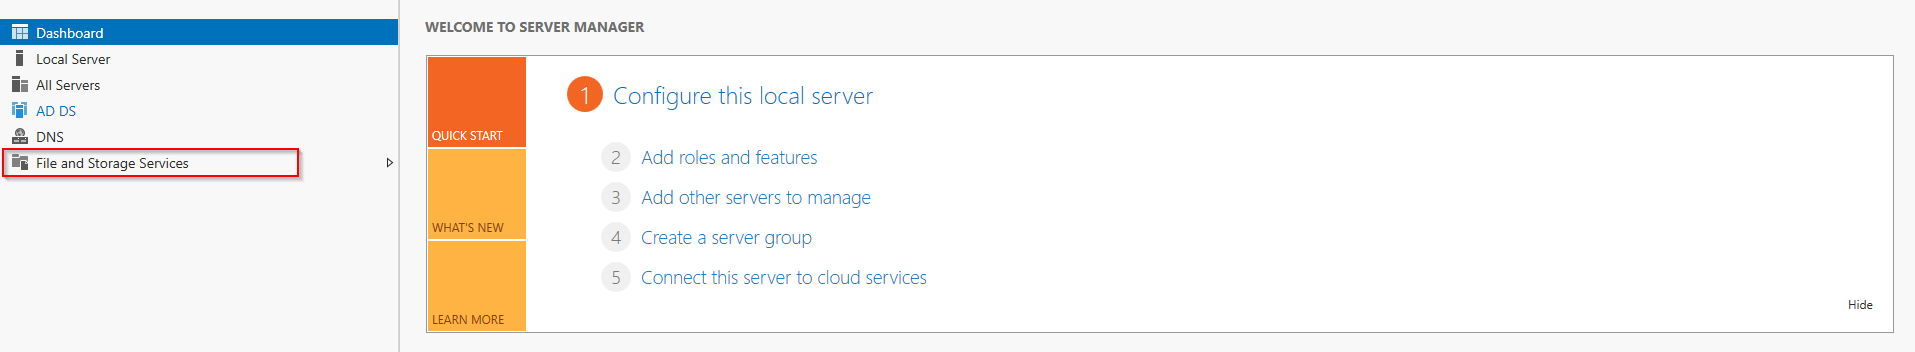 Dashboard
Local Server
All Servers
AD DS
DNS
File and Storage Services
WELCOME TO SERVER MANAGER
QUICK START
WHAT'S NEW
LEARN MORE
1 Configure this local server
2 Add roles and features
3 Add other servers to manage
4 Create a server group
5 Connect this server to cloud services
Hide